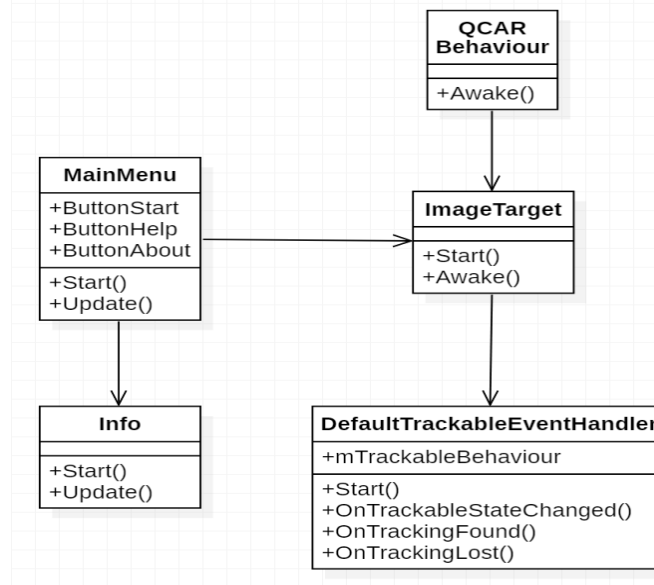 QCAR
Behaviour
+Awake()
MainMenu
+ButtonStart
+ButtonHelp
+ButtonAbout
+Start()
+Update()
ImageTarget
+Start()
+Awake()
Info
+Start()
+Update()
DefaultTrackableEventHandler
+mTrackableBehaviour
+Start()
+OnTrackableStateChanged()
+OnTrackingFound()
+OnTrackingLost()